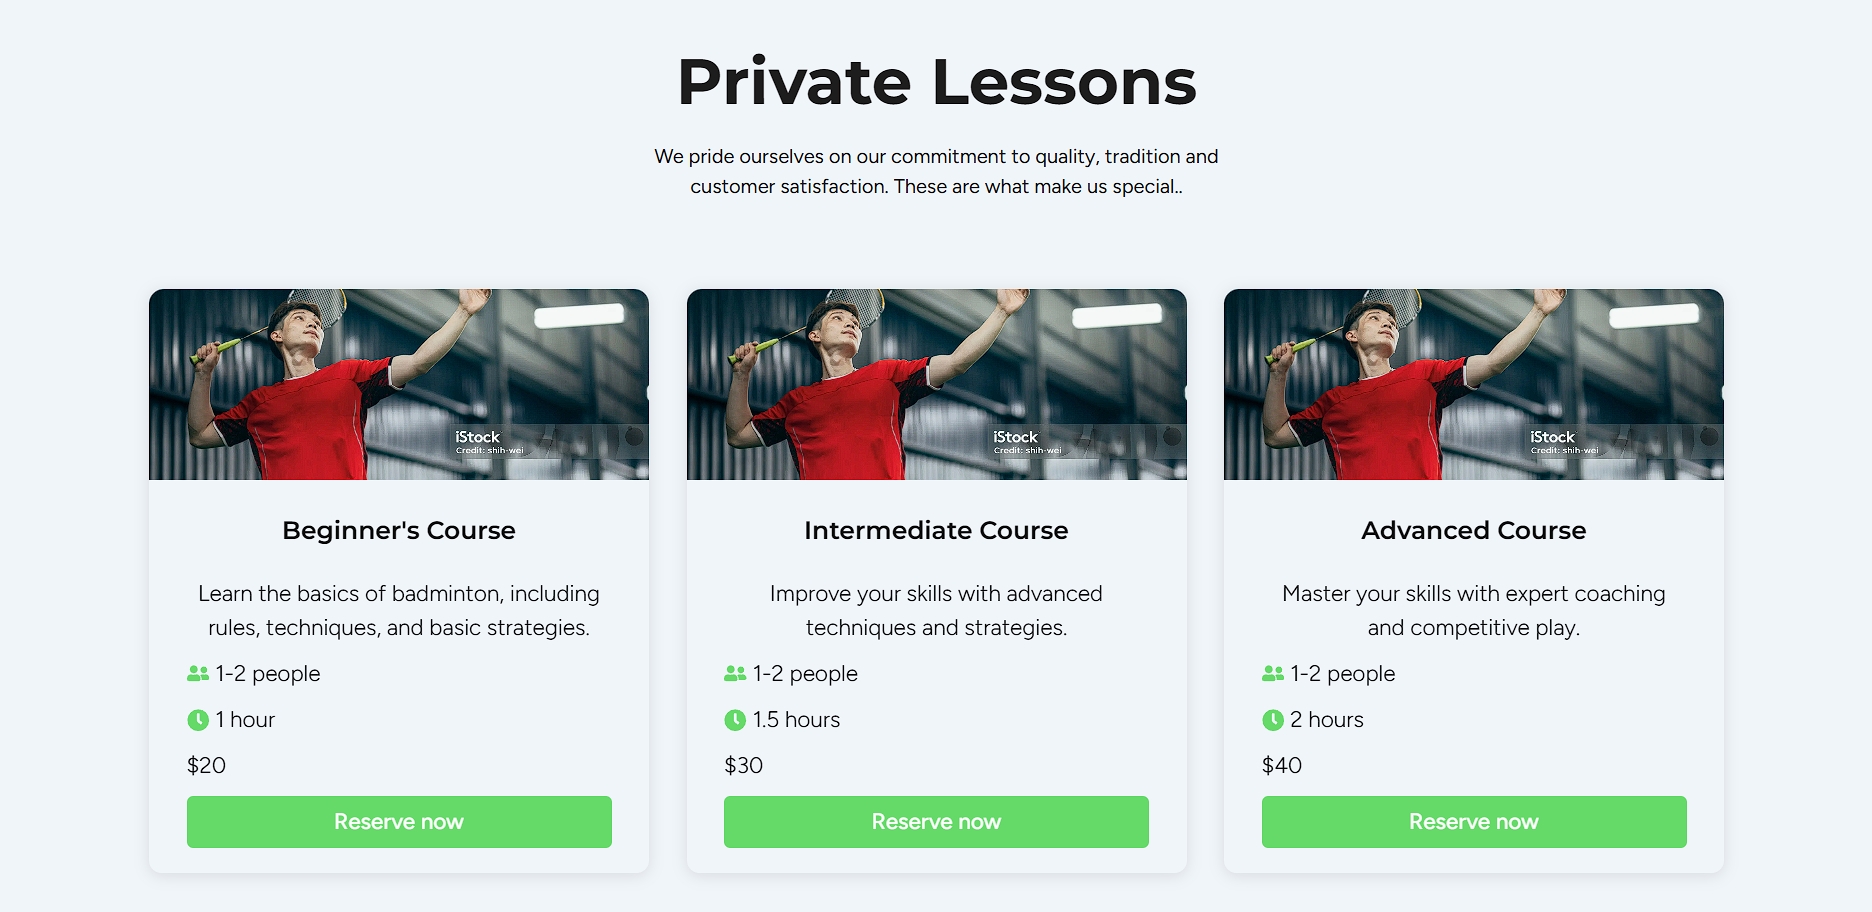 Private Lessons
We pride ourselves on our commitment to quality, tradition and
customer satisfaction. These are what make us special..
iStock
Credit: shih-wei
iStock
Credit: shih-wei
iStock
Credit: shih-wei
Beginner's Course
Learn the basics of badminton, including
rules, techniques, and basic strategies.
1-2 people
1 hour
$20
Reserve now
Intermediate Course
Improve your skills with advanced
techniques and strategies.
1-2 people
1.5 hours
$30
Reserve now
Advanced Course
Master your skills with expert coaching
and competitive play.
1-2 people
2 hours
$40
Reserve now